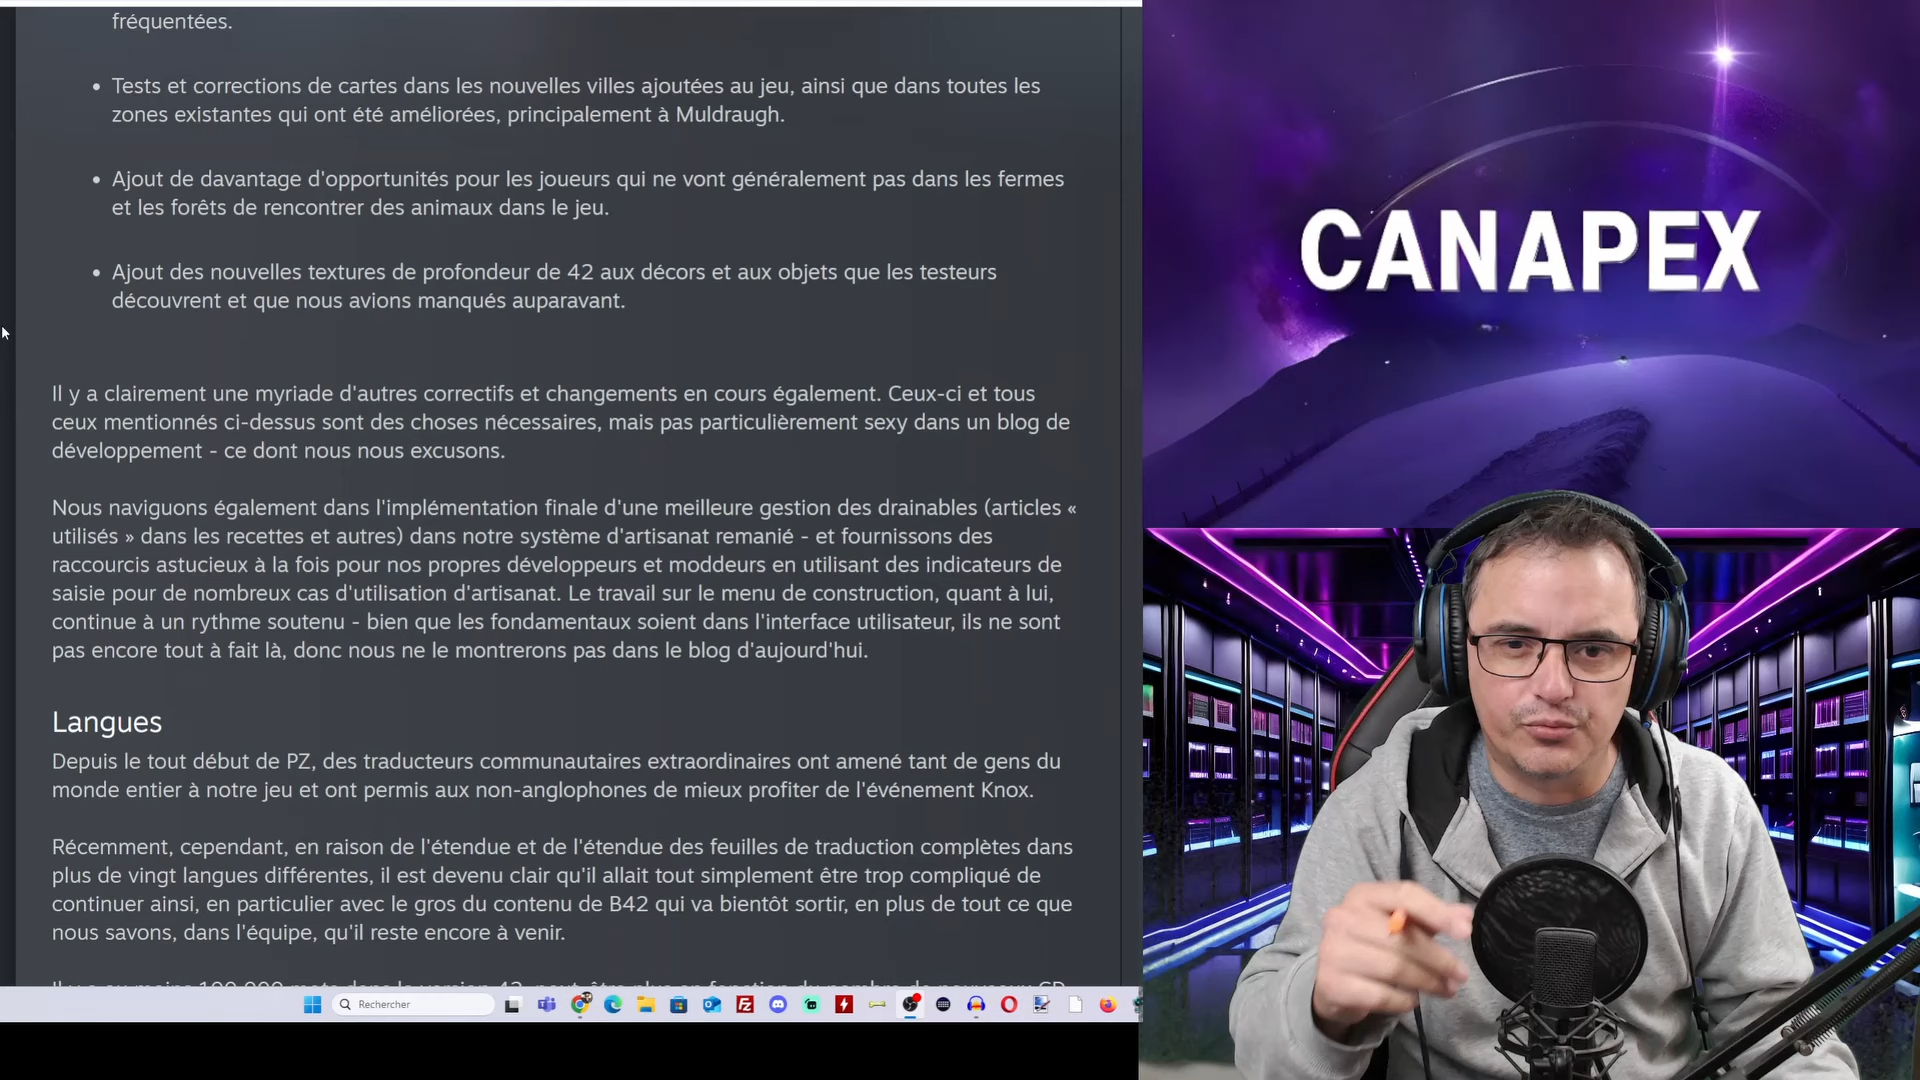 fréquentées.
• Tests et corrections de cartes dans les nouvelles villes ajoutées au jeu, ainsi que dans toutes les
zones existantes qui ont été améliorées, principalement à Muldraugh.
• Ajout de davantage d'opportunités pour les joueurs qui ne vont généralement pas dans les fermes
et les forêts de rencontrer des animaux dans le jeu.
• Ajout des nouvelles textures de profondeur de 42 aux décors et aux objets que les testeurs
découvrent et que nous avions manqués auparavant.
Il y a clairement une myriade d'autres correctifs et changements en cours également. Ceux-ci et tous
ceux mentionnés ci-dessus sont des choses nécessaires, mais pas particulièrement sexy dans un blog de
développement - ce dont nous nous excusons.
Nous naviguons également dans l'implémentation finale d'une meilleure gestion des drainables (articles «
utilisés » dans les recettes et autres) dans notre système d'artisanat remanié - et fournissons des
raccourcis astucieux à la fois pour nos propres développeurs et moddeurs en utilisant des indicateurs de
saisie pour de nombreux cas d'utilisation d'artisanat. Le travail sur le menu de construction, quant à lui,
continue à un rythme soutenu - bien que les fondamentaux soient dans l'interface utilisateur, ils ne sont
pas encore tout à fait là, donc nous ne le montrerons pas dans le blog d'aujourd'hui.
Langues
Depuis le tout début de PZ, des traducteurs communautaires extraordinaires ont amené tant de gens du
monde entier à notre jeu et ont permis aux non-anglophones de mieux profiter de l'événement Knox.
Récemment, cependant, en raison de l'étendue et de l'étendue des feuilles de traduction complètes dans
plus de vingt langues différentes, il est devenu clair qu'il allait tout simplement être trop compliqué de
continuer ainsi, en particulier avec le gros du contenu de B42 qui va bientôt sortir, en plus de tout ce que
nous savons, dans l'équipe, qu'il reste encore à venir.
Rechercher
CANAPEX